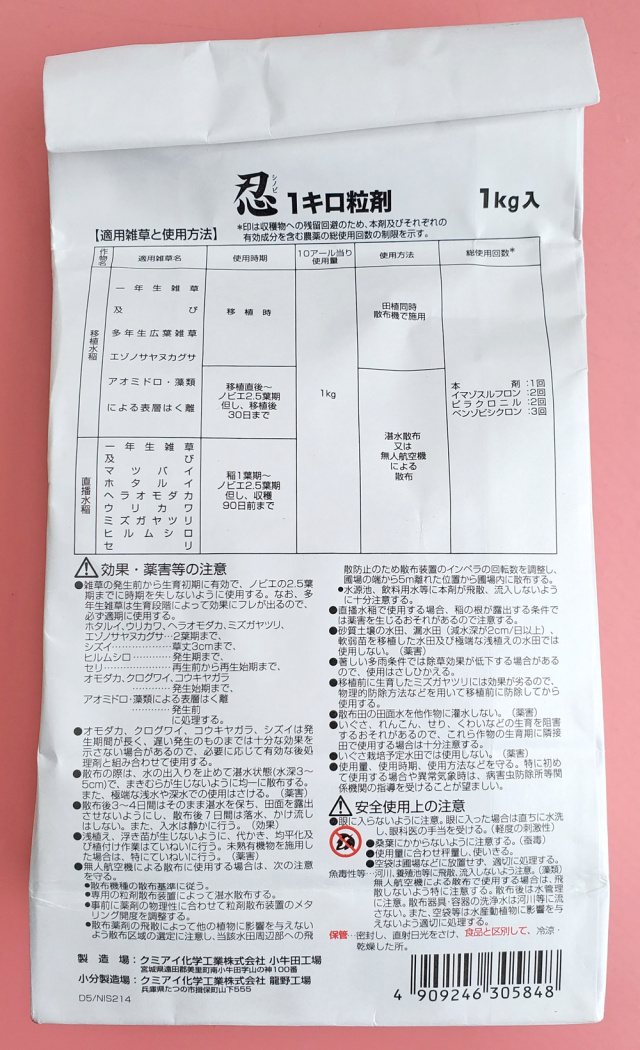 シノビ
忍 1キロ粒剤 1kg入
*印は収穫物への残留回避のため、本剤及びそれぞれの
有効成分を含む農薬の総使用回数の制限を示す。
【適用雑草と使用方法】
作物名 適用雑草名 使用時期 10アール当り使用量 使用方法 総使用回数*
移植水稲
一年生雑草
及び
多年生広葉雑草
エゾノサヤヌカグサ
移植時
田植同時
散布機で施用
アオミドロ・藻類
による表層はく離
移植直後〜
ノビエ2.5葉期
但し、移植後
30日まで
1kg
湛水散布
又は
無人航空機
による
散布
本剤:1回
イマゾスルフロン:2回
ピラクロニル:2回
ベンゾビシクロン:3回
直播水稲
一年生雑草
及び
マツバイ
ホタルイ
ヘラオモダカ
ウリカワ
ミズガヤツリ
ヒルムシロ
セリ
稲1葉期〜
ノビエ2.5葉期
但し、収穫
90日前まで
効果・薬害等の注意
●雑草の発生前から生育初期に有効で、ノビエの2.5葉
期までに時期を失しないように使用する。なお、多
年生雑草は生育段階によって効果にフレが出るので、
必ず適期に使用する。
ホタルイ、ウリカワ、ヘラオモダカ、ミズガヤツリ、
エゾノサヤヌカグサ…2葉期まで、
シズイ………………草丈3cmまで、
ヒルムシロ…………発生期まで、
セリ…………………再生前から再生始期まで、
オモダカ、クログワイ、コウキヤガラ
…………発生始期まで、
アオミドロ・藻類による表層はく離
…………発生前
に処理する。
●オモダカ、クログワイ、コウキヤガラ、シズイは発
生期間が長く、遅い発生のものまでは十分な効果を
示さない場合があるので、必要に応じて有効な後処
理剤と組み合わせて使用する。
●散布の際は、水の出入りを止めて湛水状態(水深3〜
5cm)で、まきむらが生じないように均一に散布する。
また、極端な浅水や深水での使用はさける。(薬害)
●散布後3〜4日間はそのまま湛水を保ち、田面を露出
させないようにし、散布後7日間は落水、かけ流し
はしない。また、入水は静かに行う。(効果)
●浅植え、浮き苗が生じないように、代かき、均平化及
び植付け作業はていねいに行う。未熟有機物を施用し
た場合は、特にていねいに行う。(薬害)
●無人航空機による散布で使用する場合は、次の注意
を守る。
●散布機種の散布基準に従う。
●専用の粒剤散布装置によって湛水散布する。
●事前に薬剤の物理性に合わせて粒剤散布装置のメタ
リング開度を調整する。
●散布薬剤の飛散によって他の植物に影響を与えない
よう散布区域の選定に注意し、当該水田周辺部への飛
散防止のため散布装置のインペラの回転数を調整し、
圃場の端から5m離れた位置から圃場内に散布する。
●水源池、飲料用水等に本剤が飛散、流入しないよう
に十分注意する。
●直播水稲で使用する場合、稲の根が露出する条件で
は薬害を生じるおそれがあるので注意する。
●砂質土壌の水田、漏水田(減水深が2cm/日以上)、
軟弱苗を移植した水田及び極端な浅植えの水田では
使用しない。(薬害)
●著しい多雨条件では除草効果が低下する場合がある
ので、使用はさしひかえる。
●移植前に生育したミズガヤツリには効果が劣るので、
物理的防除方法などを用いて移植前に防除してから
使用する。
●散布田の田面水を他作物に灌水しない。(薬害)
●いぐさ、れんこん、せり、くわいなどの生育を阻害
するおそれがあるので、これら作物の生育期に隣接
田で使用する場合は十分注意する。
●いぐさ栽培予定水田では使用しない。(薬害)
●使用量、使用時期、使用方法などを守る。特に初め
て使用する場合や異常気象時は、病害虫防除所等関
係機関の指導を受けることが望ましい。
安全使用上の注意
●眼に入らないように注意。眼に入った場合は直ちに水洗
し、眼科医の手当を受ける。(軽度の刺激性)
●桑葉にかからないように注意する。(蚕毒)
●使用量に合わせ秤量し、使いきる。
●空袋は圃場などに放置せず、適切に処理する。
魚毒性等…河川、養殖池等に飛散、流入しないよう注意。(藻類)
無人航空機による散布で使用する場合は、飛
散しないよう特に注意する。散布後は水管理
に注意。散布器具・容器の洗浄水は河川等に流
さない。また、空袋等は水産動植物に影響を与
えないよう適切に処理する。
保管…密封し、直射日光をさけ、食品と区別して、冷涼・
乾燥した所。
製造場:クミアイ化学工業株式会社 小牛田工場
宮城県遠田郡美里町南小牛田字山の神100番
小分製造場:クミアイ化学工業株式会社 龍野工場
兵庫県たつの市揖保町山下555
D5/NIS214
4 909246 305848